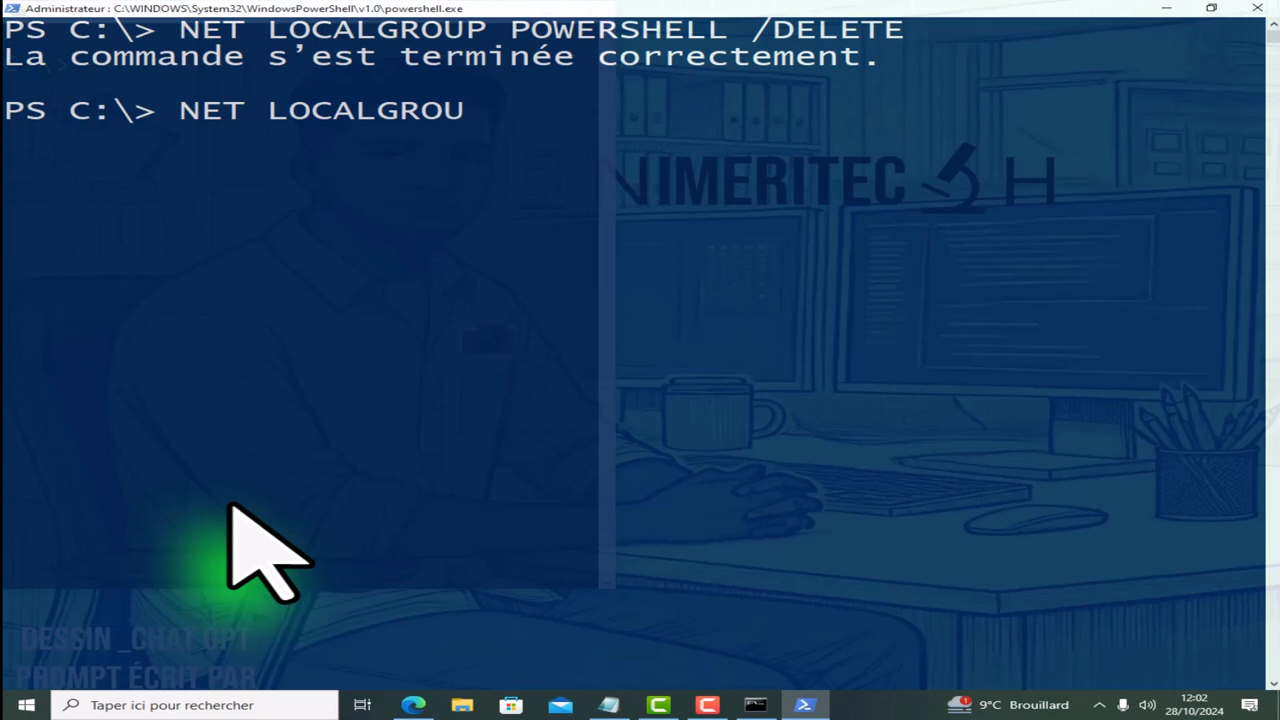 Administrateur : C:\WINDOWS\System32\WindowsPowerShell\v1.0\powershell.exe
PS C:\> NET LOCALGROUP POWERSHELL /DELETE
La commande s’est terminée correctement.
PS C:\> NET LOCALGROU
NIMERITEC H
DESSIN _CHAT GPT
PROMPT ÉCRIT PAR
Taper ici pour rechercher
9°C Brouillard
12:02
28/10/2024